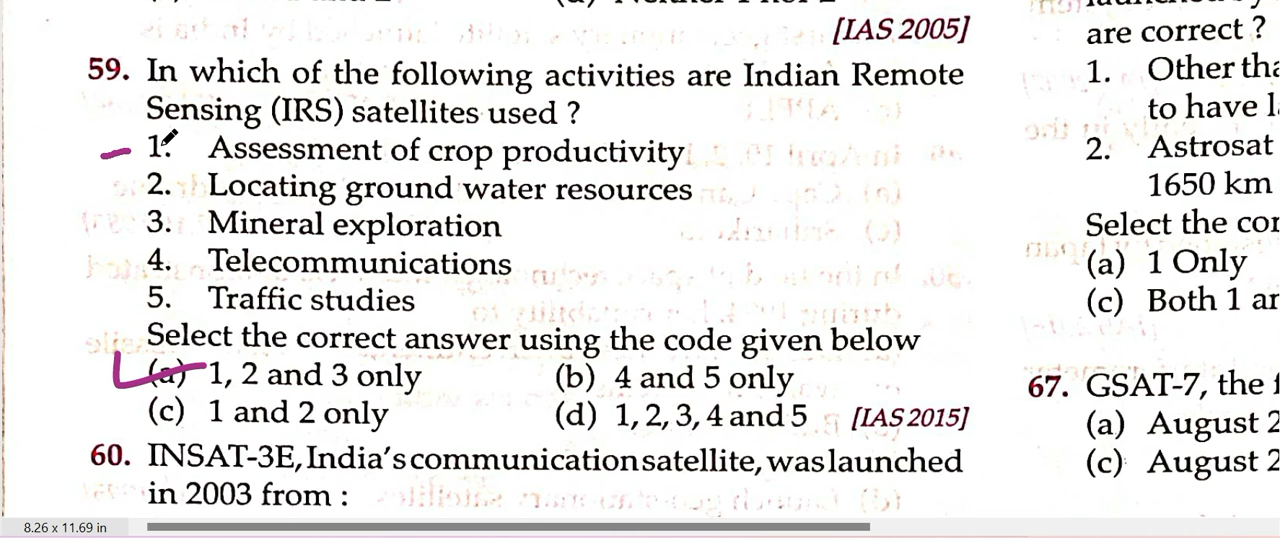 [IAS 2005]
59. In which of the following activities are Indian Remote
Sensing (IRS) satellites used ?
1. Assessment of crop productivity
2. Locating ground water resources
3. Mineral exploration
4. Telecommunications
5. Traffic studies
Select the correct answer using the code given below
(a) 1, 2 and 3 only (b) 4 and 5 only
(c) 1 and 2 only (d) 1, 2, 3, 4 and 5 [IAS 2015]
60. INSAT-3E, India's communication satellite, was launched
in 2003 from :
are correct ?
1. Other
to have
2. Astrosat
1650 km
Select the
(a) 1 Only
(c) Both 1
67. GSAT-7, the
(a) August 2
(c) August 2
8.26 x 11.69 in